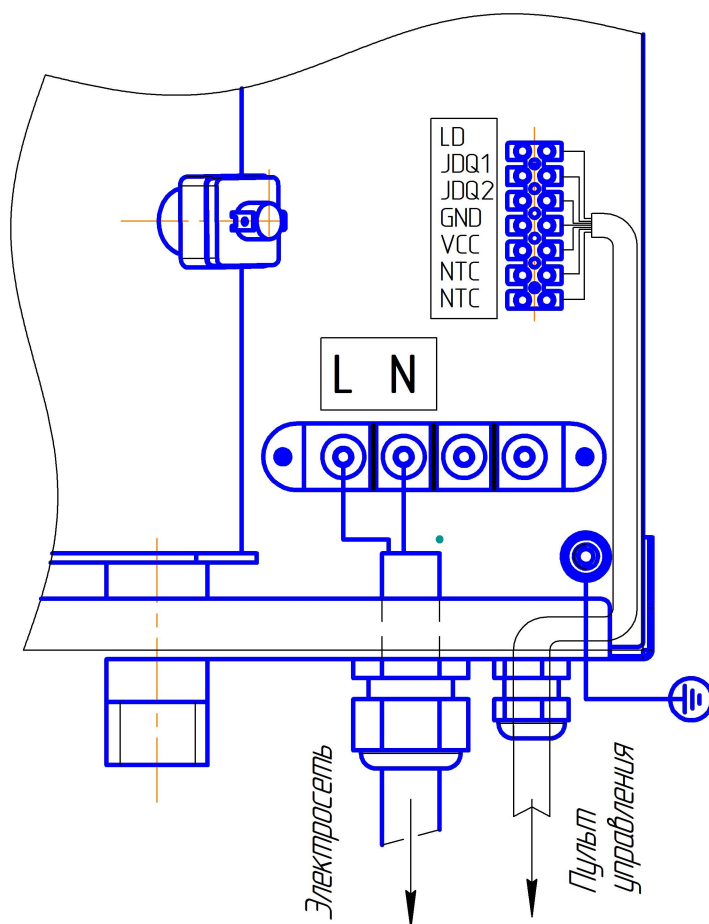 LD
JDQ1
JDQ2
GND
VCC
NTC
NTC
L N
Электросеть
Пульт
управления